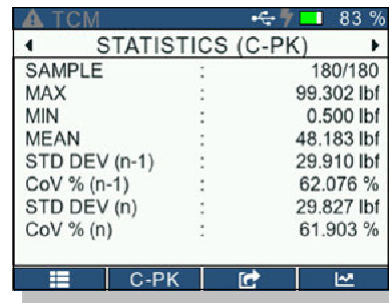 TCM 83 %
STATISTICS (C-PK)
SAMPLE : 180/180
MAX : 99.302 lbf
MIN : 0.500 lbf
MEAN : 48.183 lbf
STD DEV (n-1) : 29.910 lbf
CoV % (n-1) : 62.076 %
STD DEV (n) : 29.827 lbf
CoV % (n) : 61.903 %
C-PK